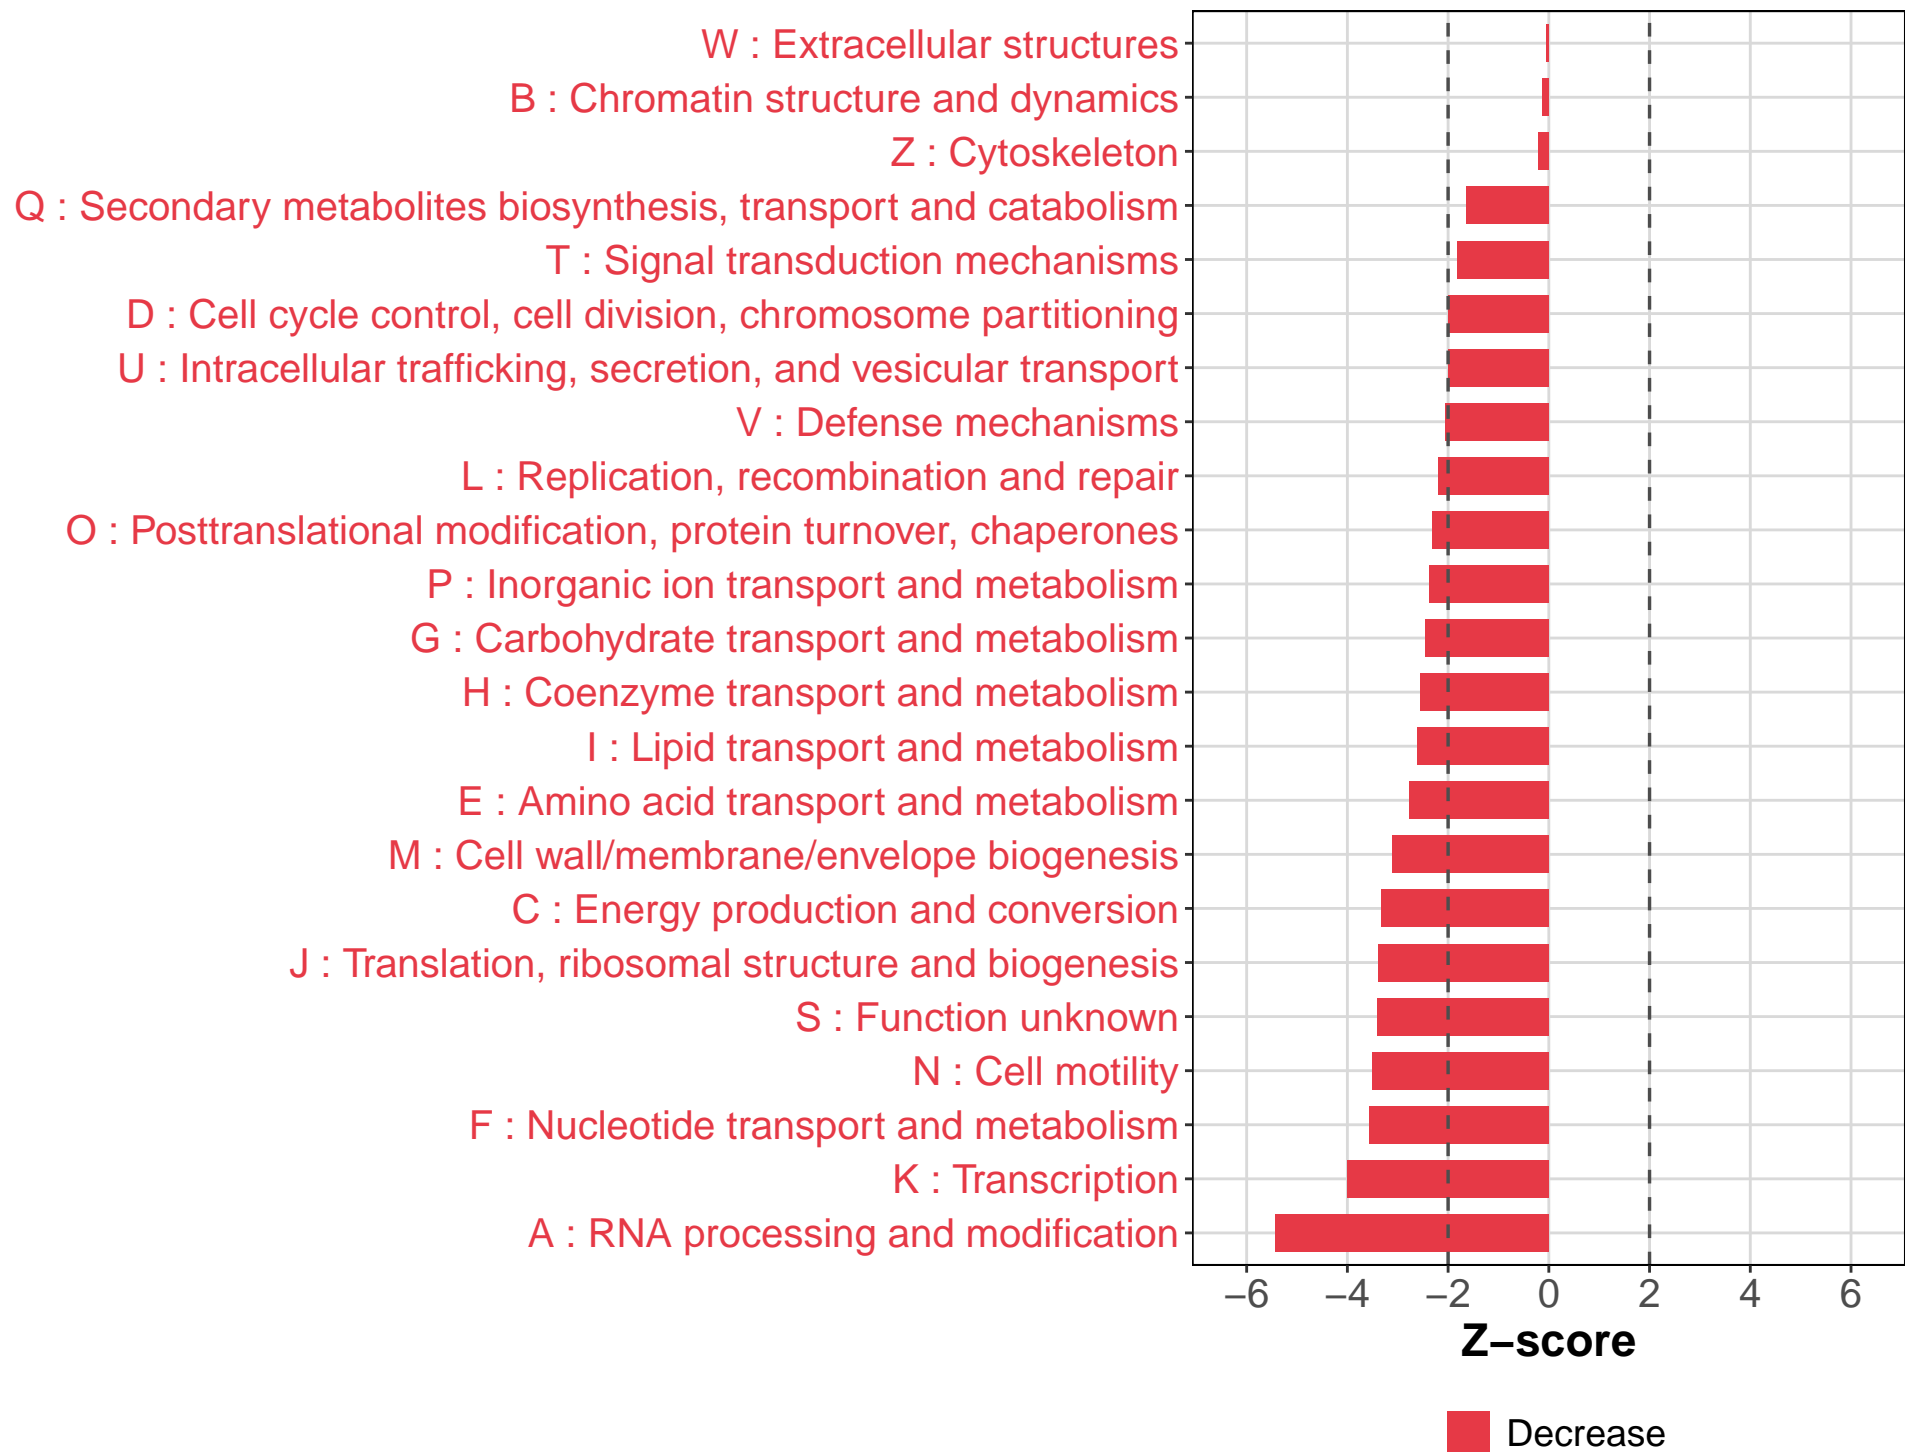 W : Extracellular structures
B : Chromatin structure and dynamics
Z : Cytoskeleton
Q : Secondary metabolites biosynthesis, transport and catabolism
T : Signal transduction mechanisms
D : Cell cycle control, cell division, chromosome partitioning
U : Intracellular trafficking, secretion, and vesicular transport
V : Defense mechanisms
L : Replication, recombination and repair
O : Posttranslational modification, protein turnover, chaperones
P : Inorganic ion transport and metabolism
G : Carbohydrate transport and metabolism
H : Coenzyme transport and metabolism
I : Lipid transport and metabolism
E : Amino acid transport and metabolism
M : Cell wall/membrane/envelope biogenesis
C : Energy production and conversion
J : Translation, ribosomal structure and biogenesis
S : Function unknown
N : Cell motility
F : Nucleotide transport and metabolism
K : Transcription
A : RNA processing and modification
−6 −4 −2 0 2 4 6
Z−score
Decrease